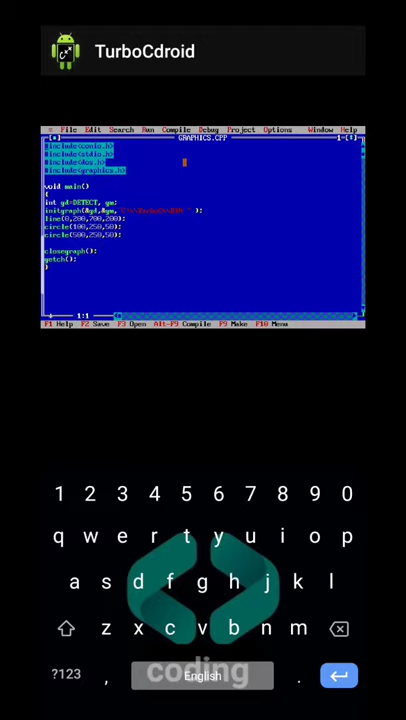 TurboCdroid
≡ File Edit Search Run Compile Debug Project Options Window Help
GRAPHICS.CPP
#include<conio.h>
#include<stdio.h>
#include<dos.h>
#include<graphics.h>
void main()
{
int gd=DETECT, gm;
initgraph(&gd,&gm, );
line(0,200,700,200);
circle(100,250,50);
circle(500,250,50);
closegraph();
getch();
}
1:1
F1 Help F2 Save F3 Open Alt-F9 Compile F9 Make F10 Menu
1 2 3 4 5 6 7 8 9 0
q w e r t y u i o p
a s d f g h j k l
z x c v b n m
?123 , English .
coding